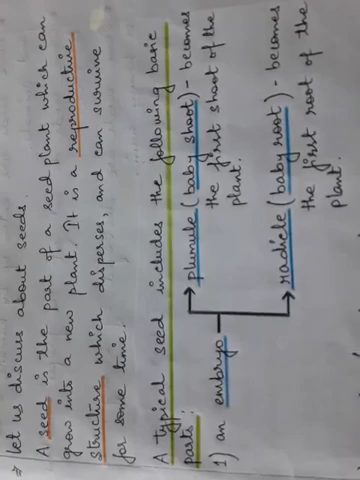 ⇒ let us discuss about seeds
A seed is the part of a seed plant which can
grow into a new plant. It is a reproductive
structure which disperses, and can survive
for some time.
A typical seed includes the following basic
parts:
1) an embryo
plumule (baby shoot) - becomes
the first shoot of the
plant.
radicle (baby root) - becomes
the first root of the
plant.